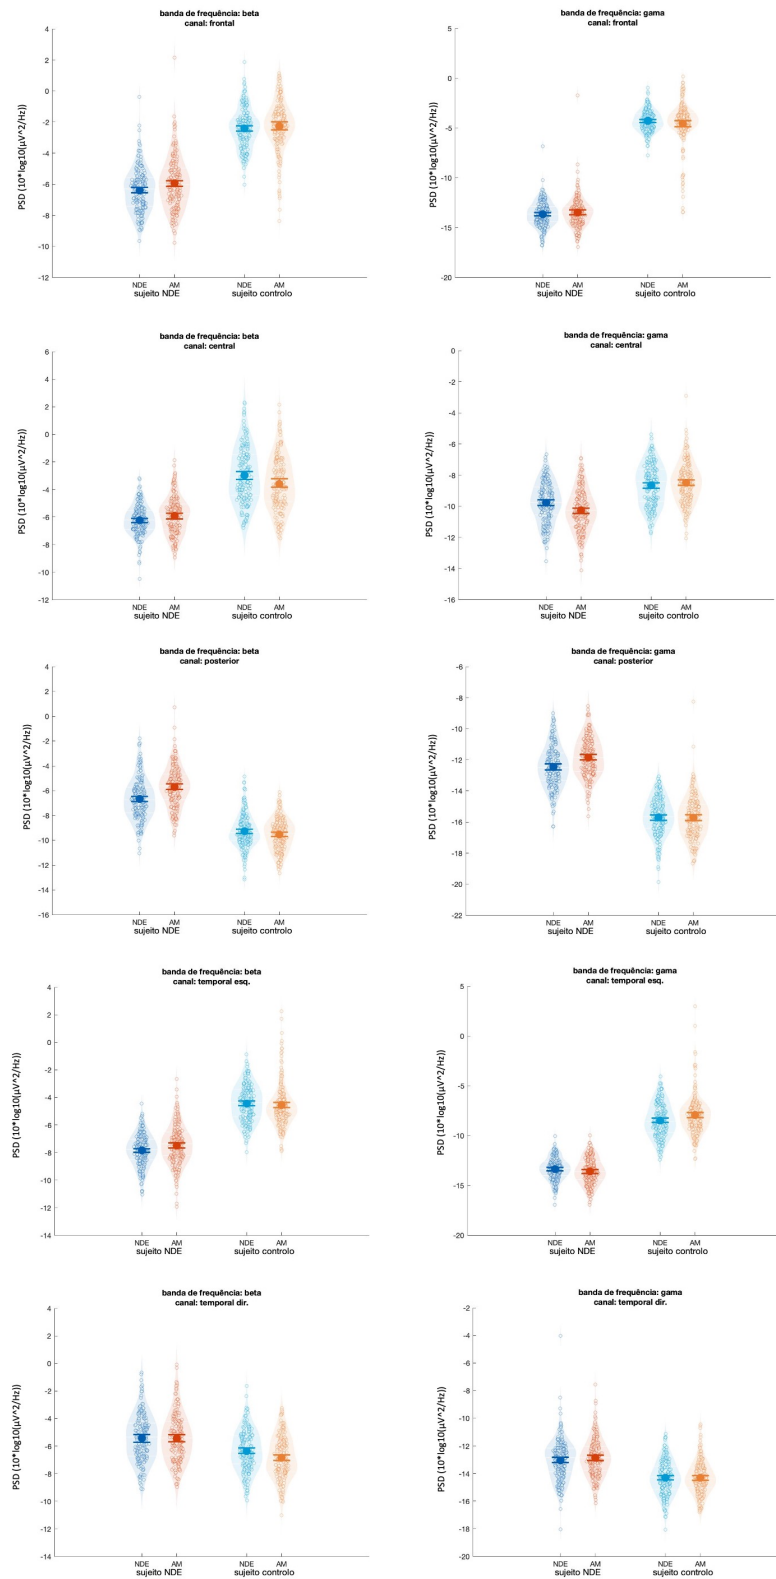 banda de frequência: beta
canal: frontal
PSD (10*log10(µV^2/Hz))
4
2
0
-2
-4
-6
-8
-10
-12
NDE AM NDE AM
sujeito NDE sujeito controlo
banda de frequência: gama
canal: frontal
PSD (10*log10(µV^2/Hz))
5
0
-5
-10
-15
-20
NDE AM NDE AM
sujeito NDE sujeito controlo
banda de frequência: beta
canal: central
PSD (10*log10(µV^2/Hz))
6
4
2
0
-2
-4
-6
-8
-10
-12
NDE AM NDE AM
sujeito NDE sujeito controlo
banda de frequência: gama
canal: central
PSD (10*log10(µV^2/Hz))
0
-2
-4
-6
-8
-10
-12
-14
-16
NDE AM NDE AM
sujeito NDE sujeito controlo
banda de frequência: beta
canal: posterior
PSD (10*log10(µV^2/Hz))
4
2
0
-2
-4
-6
-8
-10
-12
-14
-16
NDE AM NDE AM
sujeito NDE sujeito controlo
banda de frequência: gama
canal: posterior
PSD (10*log10(µV^2/Hz))
-6
-8
-10
-12
-14
-16
-18
-20
-22
NDE AM NDE AM
sujeito NDE sujeito controlo
banda de frequência: beta
canal: temporal esq.
PSD (10*log10(µV^2/Hz))
4
2
0
-2
-4
-6
-8
-10
-12
-14
NDE AM NDE AM
sujeito NDE sujeito controlo
banda de frequência: gama
canal: temporal esq.
PSD (10*log10(µV^2/Hz))
5
0
-5
-10
-15
-20
NDE AM NDE AM
sujeito NDE sujeito controlo
banda de frequência: beta
canal: temporal dir.
PSD (10*log10(µV^2/Hz))
4
2
0
-2
-4
-6
-8
-10
-12
-14
NDE AM NDE AM
sujeito NDE sujeito controlo
banda de frequência: gama
canal: temporal dir.
PSD (10*log10(µV^2/Hz))
-2
-4
-6
-8
-10
-12
-14
-16
-18
-20
NDE AM NDE AM
sujeito NDE sujeito controlo